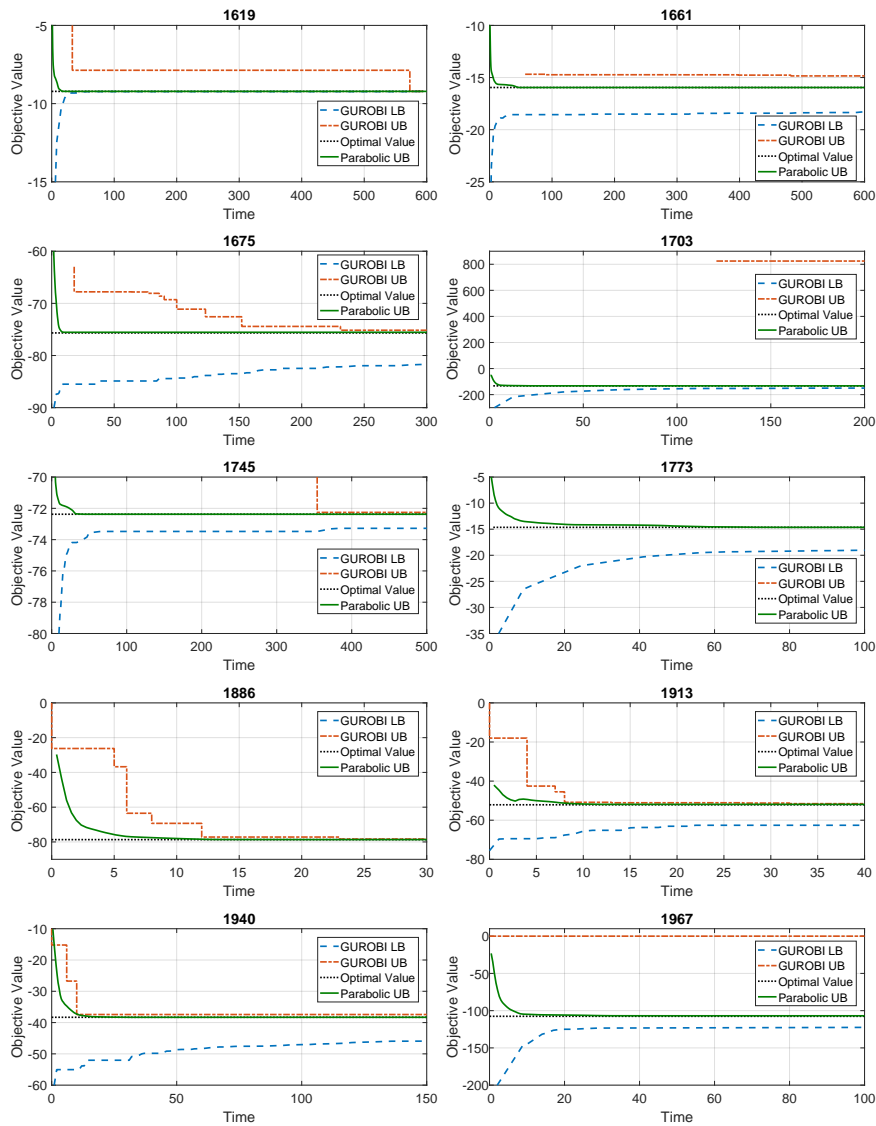 1619
Objective Value
-5
-10
-15
0 100 200 300 400 500 600
Time
GUROBI LB
GUROBI UB
Optimal Value
Parabolic UB
1661
Objective Value
-10
-15
-20
-25
0 100 200 300 400 500 600
Time
GUROBI LB
GUROBI UB
Optimal Value
Parabolic UB
1675
Objective Value
-60
-70
-80
-90
0 50 100 150 200 250 300
Time
GUROBI LB
GUROBI UB
Optimal Value
Parabolic UB
1703
Objective Value
800
600
400
200
0
-200
0 50 100 150 200
Time
GUROBI LB
GUROBI UB
Optimal Value
Parabolic UB
1745
Objective Value
-70
-72
-74
-76
-78
-80
0 100 200 300 400 500
Time
GUROBI LB
GUROBI UB
Optimal Value
Parabolic UB
1773
Objective Value
-5
-10
-15
-20
-25
-30
-35
0 20 40 60 80 100
Time
GUROBI LB
GUROBI UB
Optimal Value
Parabolic UB
1886
Objective Value
0
-20
-40
-60
-80
0 5 10 15 20 25 30
Time
GUROBI LB
GUROBI UB
Optimal Value
Parabolic UB
1913
Objective Value
0
-20
-40
-60
-80
0 5 10 15 20 25 30 35 40
Time
GUROBI LB
GUROBI UB
Optimal Value
Parabolic UB
1940
Objective Value
-10
-20
-30
-40
-50
-60
0 50 100 150
Time
GUROBI LB
GUROBI UB
Optimal Value
Parabolic UB
1967
Objective Value
0
-50
-100
-150
-200
0 20 40 60 80 100
Time
GUROBI LB
GUROBI UB
Optimal Value
Parabolic UB